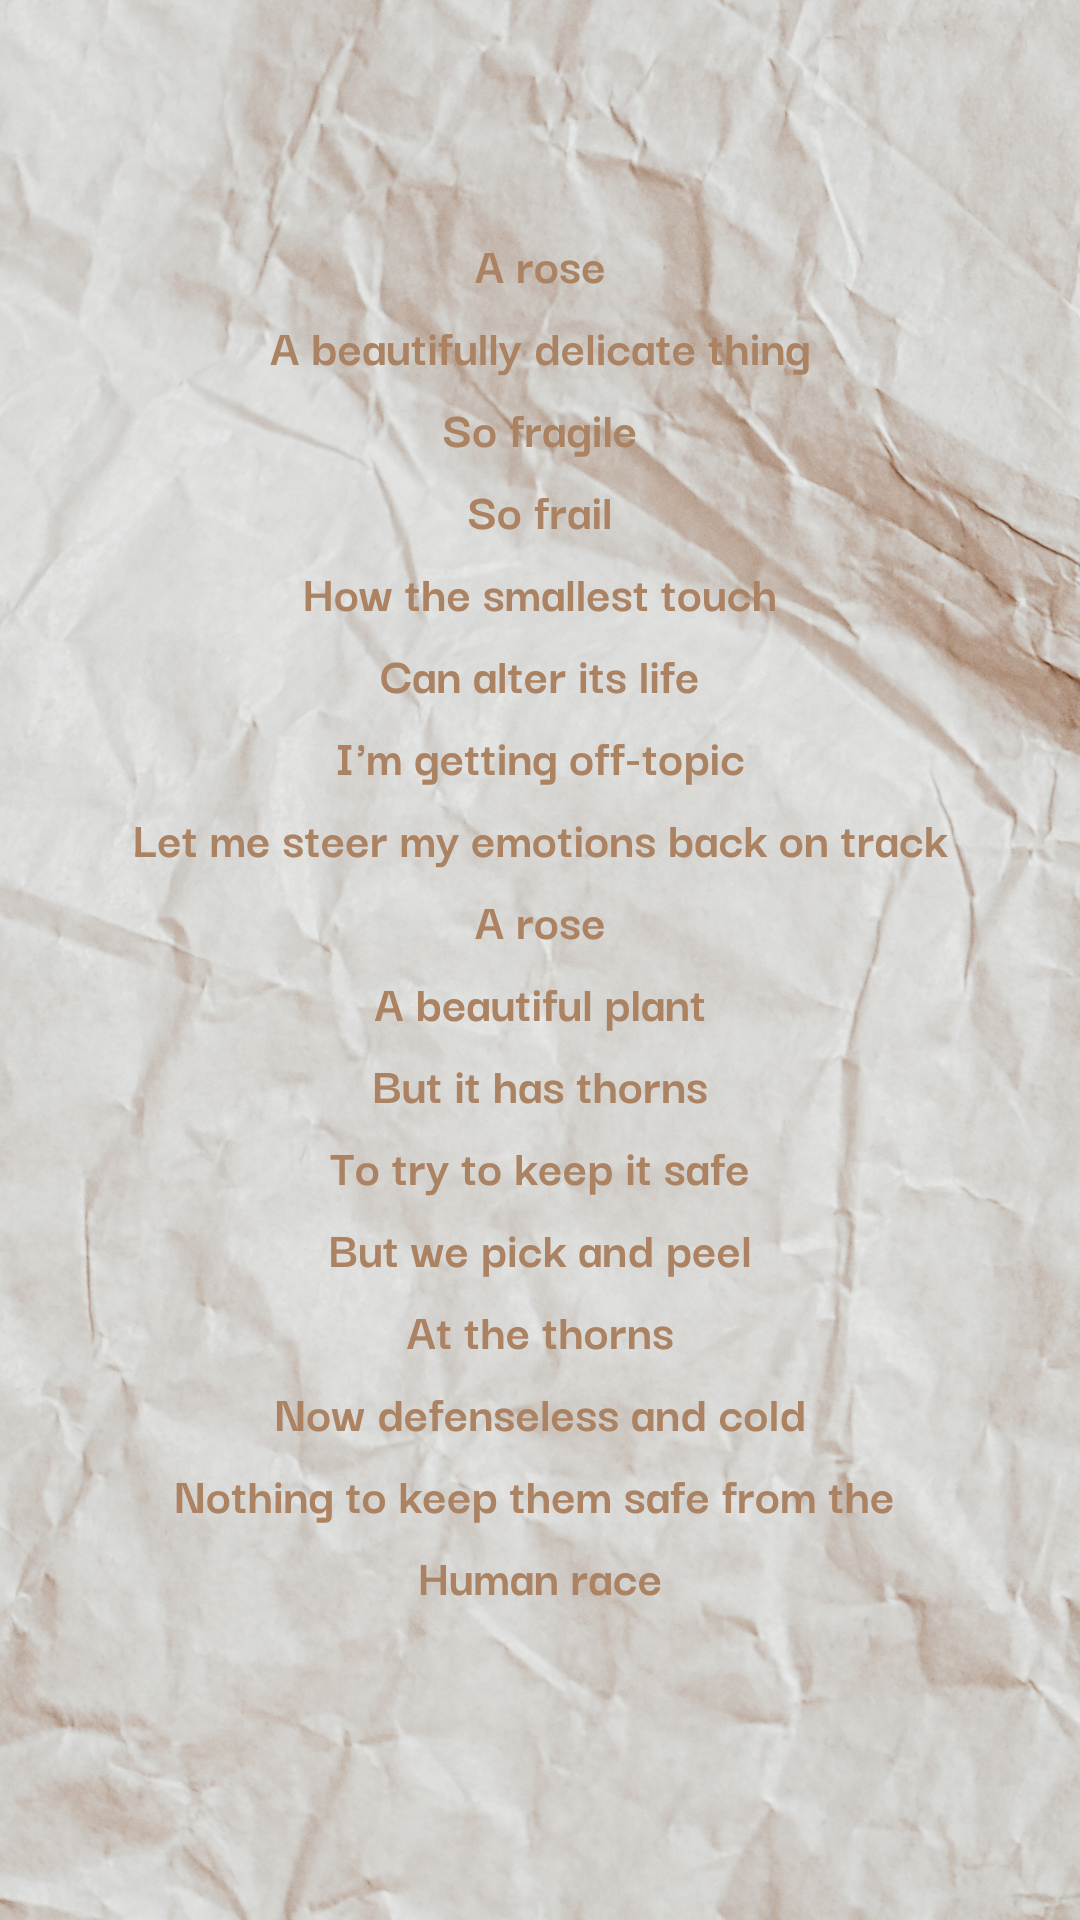 A rose
A beautifully delicate thing
So fragile
So frail
How the smallest touch
Can alter its life
I'm getting off-topic
Let me steer my emotions back on track
A rose
A beautiful plant
But it has thorns
To try to keep it safe
But we pick and peel
At the thorns
Now defenseless and cold
Nothing to keep them safe from the
Human race